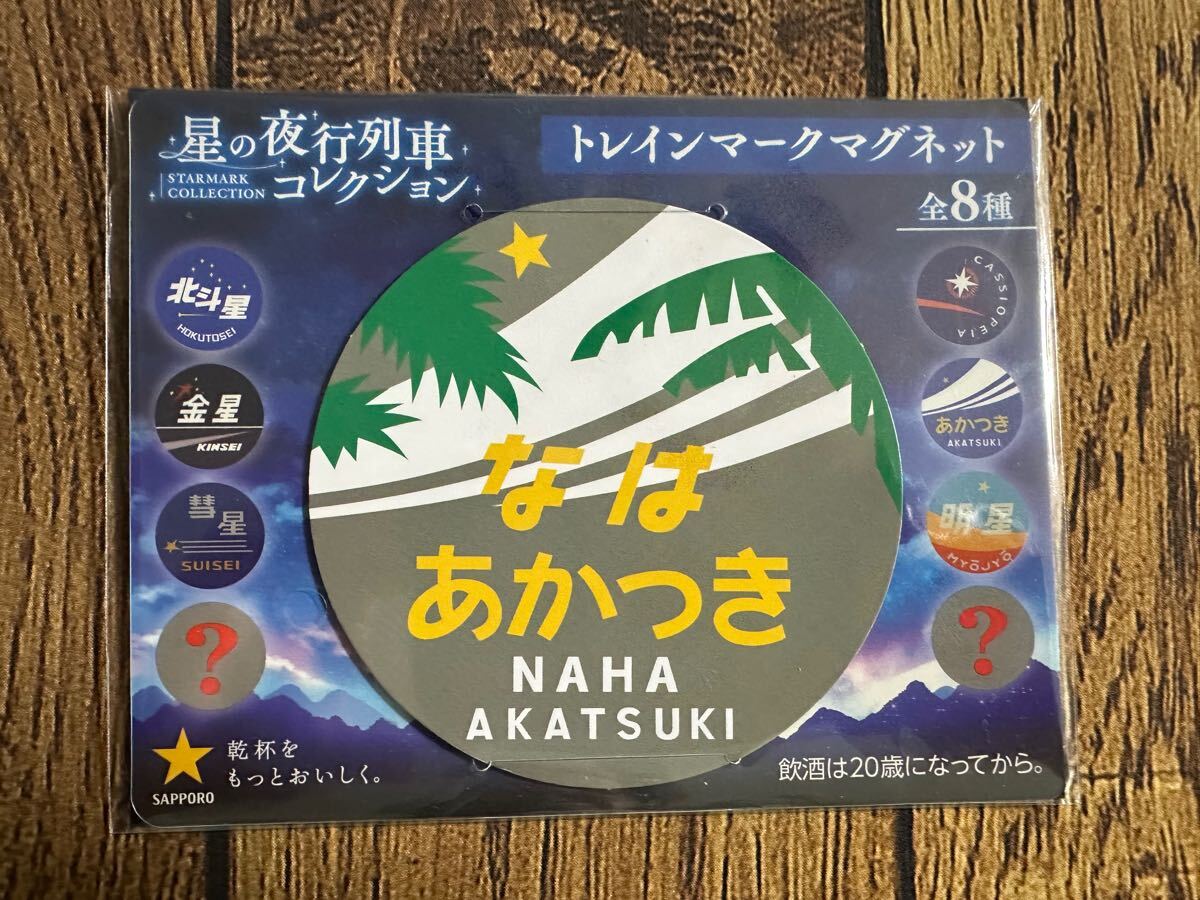 星の夜行列車
STARMARK
COLLECTION
コレクション
トレインマークマグネット
全8種
北斗星
HOKUTOSEI
金星
KINSEI
彗星
SUISEI
?
なは
あかつき
NAHA
AKATSUKI
CASSIOPEIA
あかつき
AKATSUKI
明星
MYŌJYŌ
?
SAPPORO
乾杯を
もっとおいしく。
飲酒は20歳になってから。